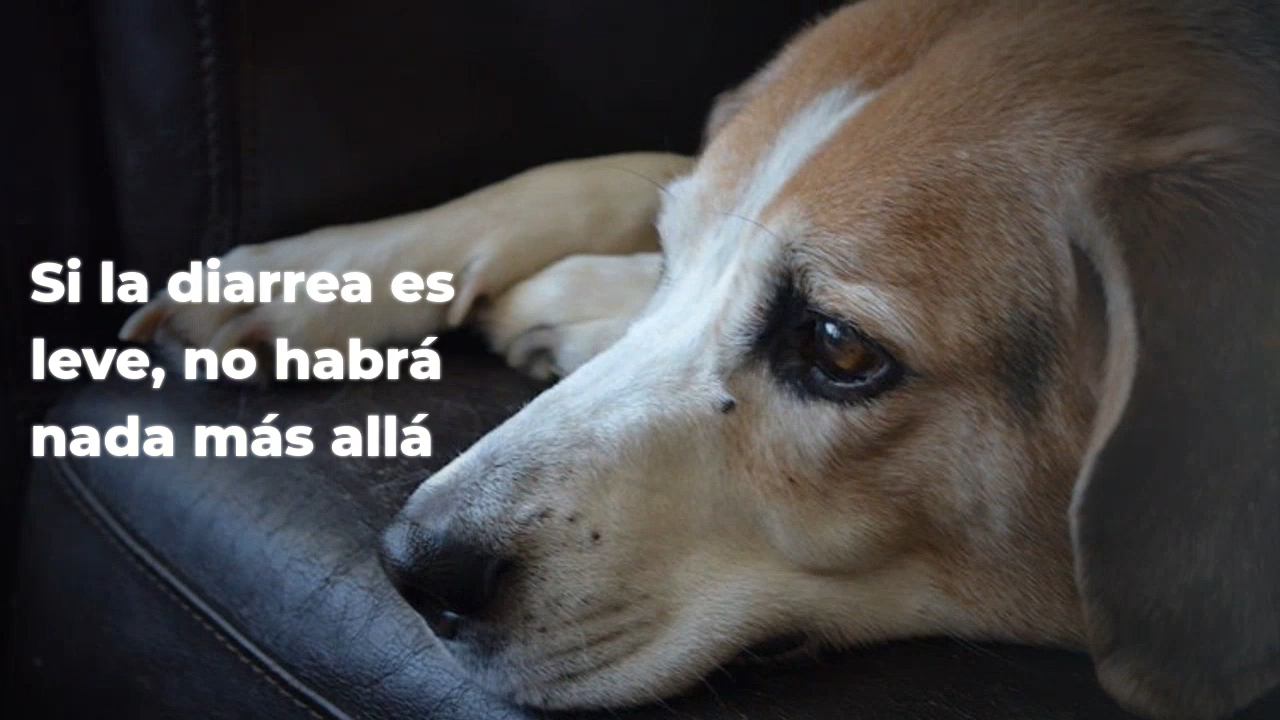 Si la diarrea es
leve, no habrá
nada más allá